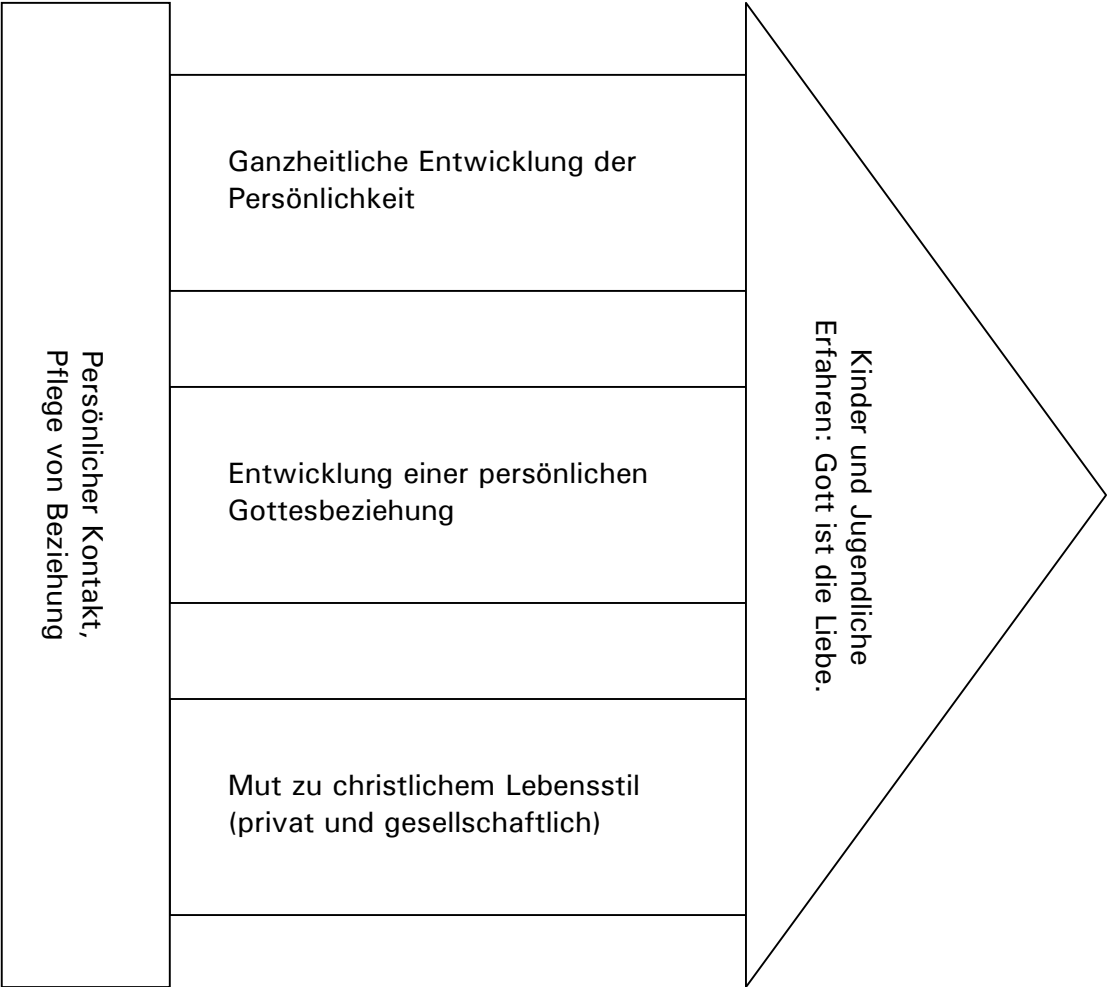 Persönlicher Kontakt,
Pflege von Beziehung
Ganzheitliche Entwicklung der
Persönlichkeit
Entwicklung einer persönlichen
Gottesbeziehung
Mut zu christlichem Lebensstil
(privat und gesellschaftlich)
Kinder und Jugendliche
Erfahren: Gott ist die Liebe.